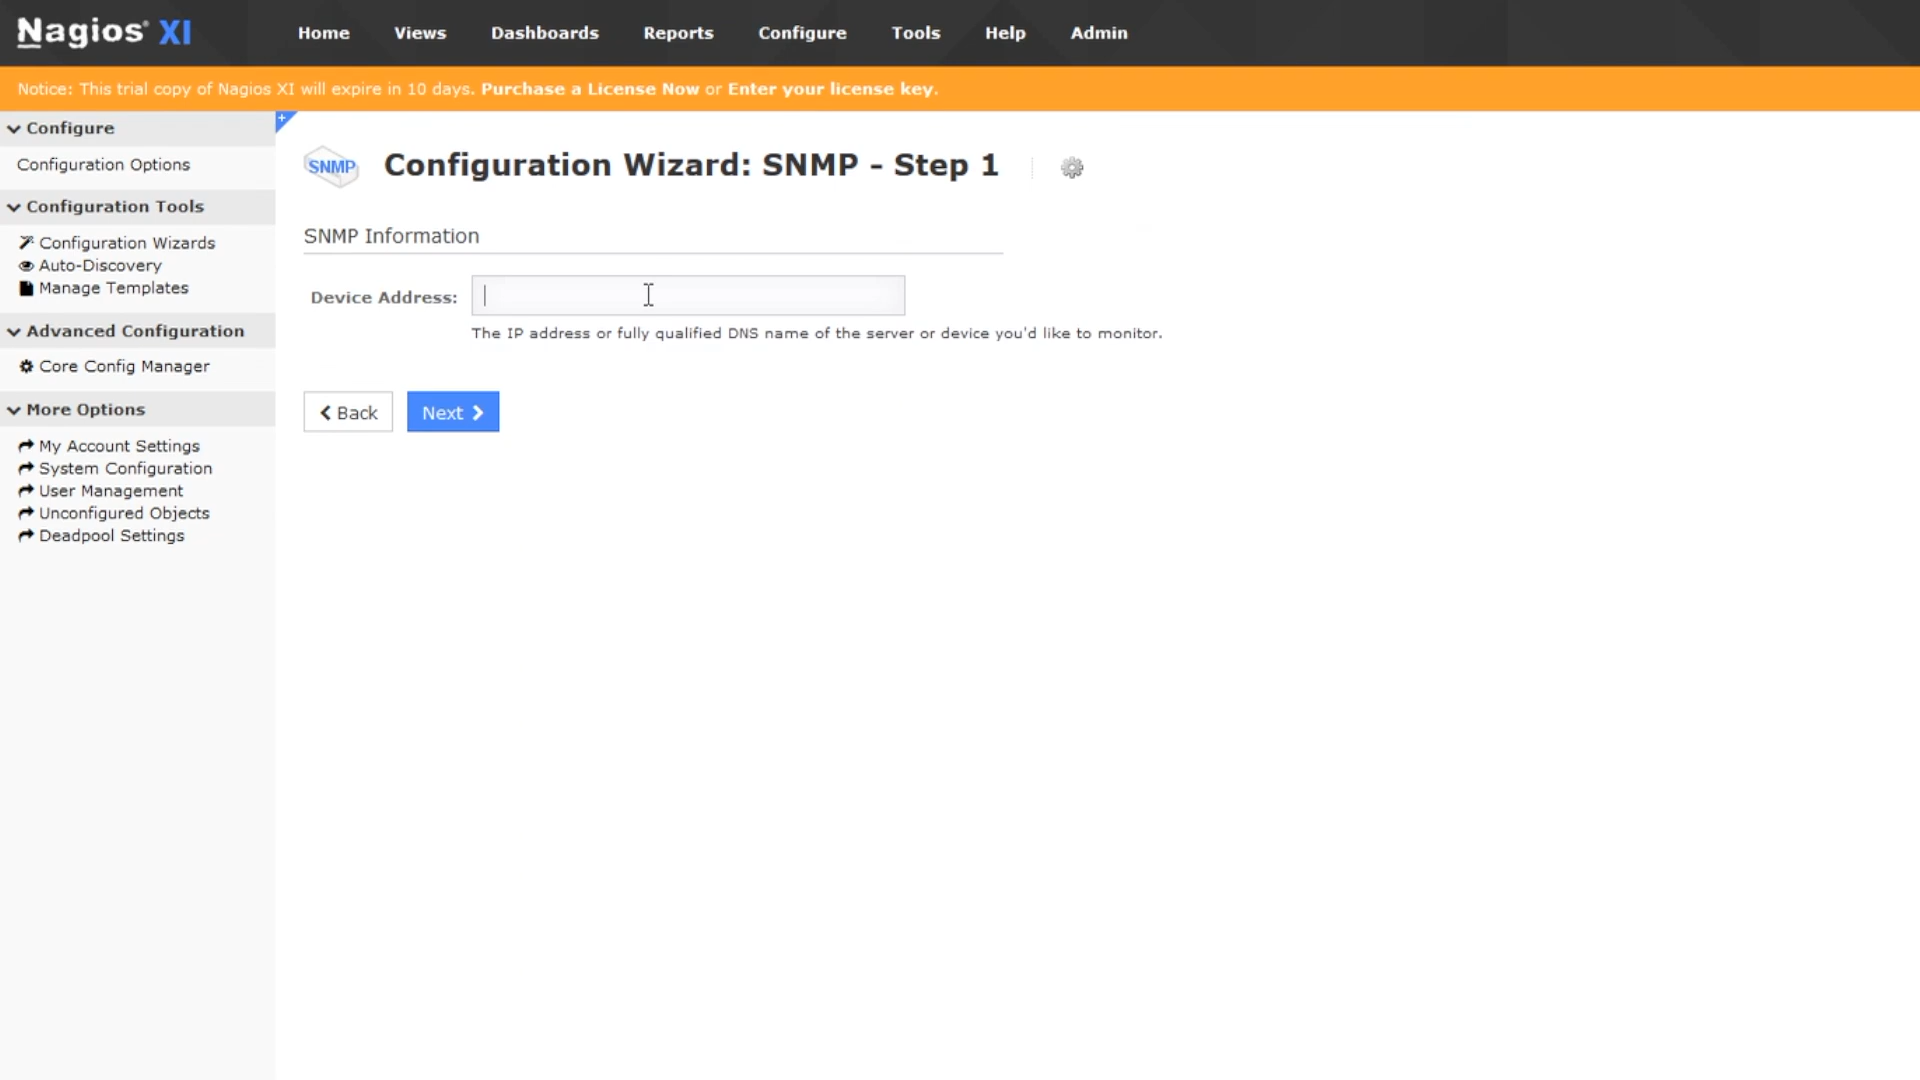 Nagios® XI
Home Views Dashboards Reports Configure Tools Help Admin
Notice: This trial copy of Nagios XI will expire in 10 days. Purchase a License Now or Enter your license key.
Configure
Configuration Options
Configuration Tools
Configuration Wizards
Auto-Discovery
Manage Templates
Advanced Configuration
Core Config Manager
More Options
My Account Settings
System Configuration
User Management
Unconfigured Objects
Deadpool Settings
+
SNMP
Configuration Wizard: SNMP - Step 1
SNMP Information
Device Address:
The IP address or fully qualified DNS name of the server or device you'd like to monitor.
Back Next